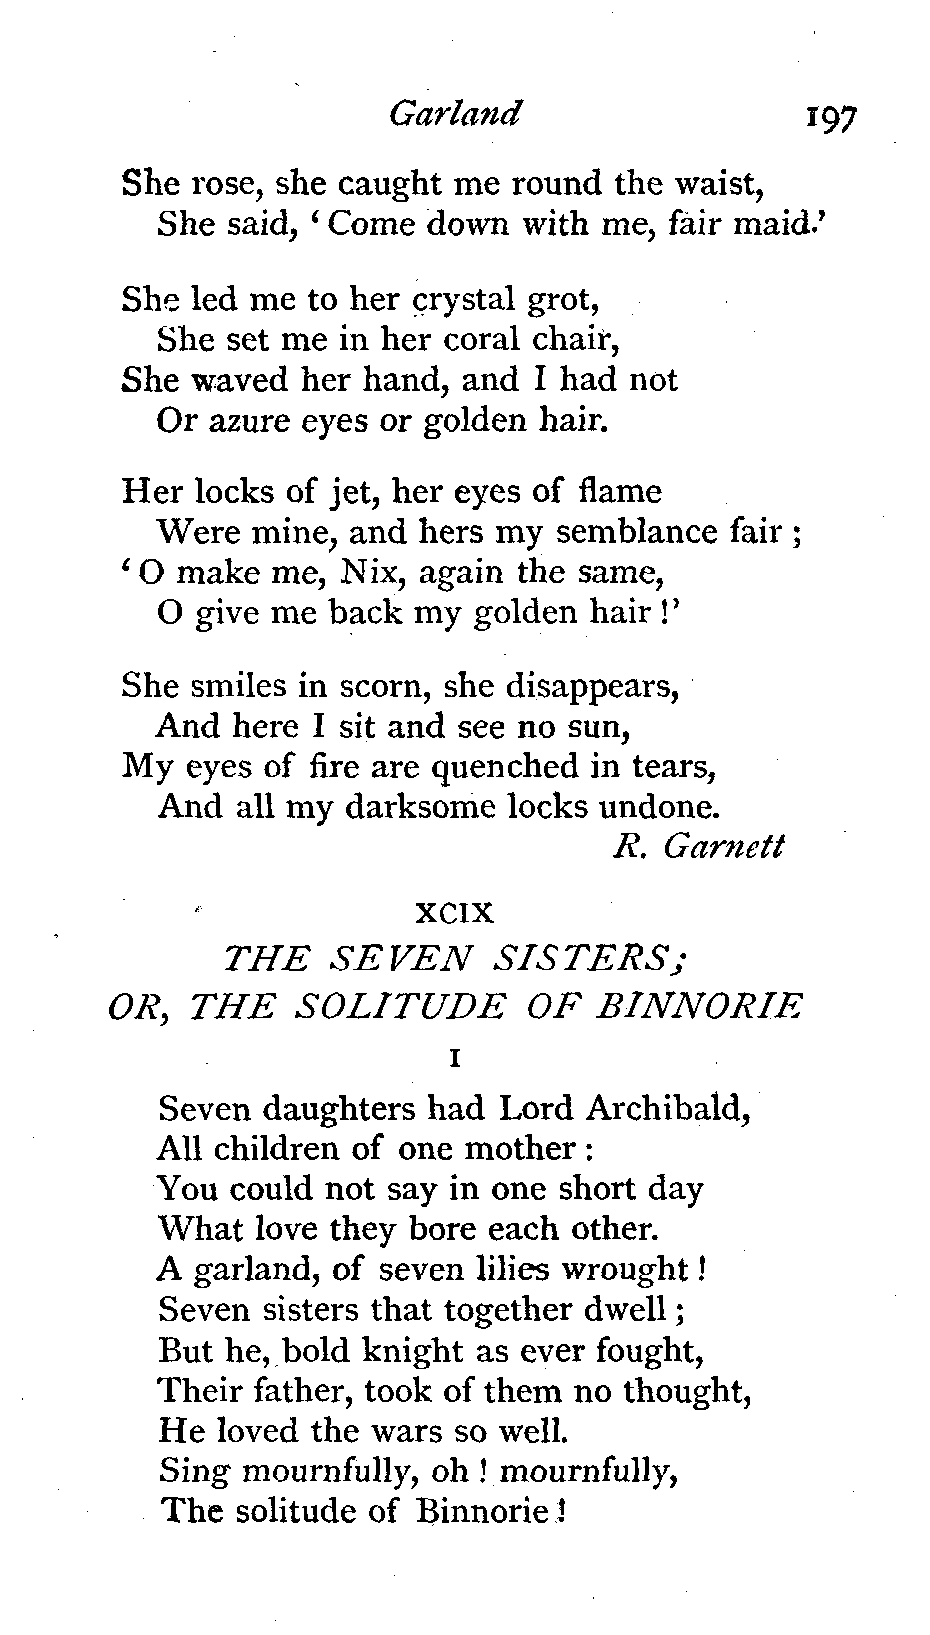 Garland 197
She rose, she caught me round the waist,
She said, ‘ Come down with me, fair maid.’
She led me to her crystal grot,
She set me in her coral chair,
She waved her hand, and I had not
Or azure eyes or golden hair.
Her locks of jet, her eyes of flame
Were mine, and hers my semblance fair ;
‘ O make me, Nix, again the same,
O give me back my golden hair !’
She smiles in scorn, she disappears,
And here I sit and see no sun,
My eyes of fire are quenched in tears,
And all my darksome locks undone.
R. Garnett
XCIX
THE SEVEN SISTERS;
OR, THE SOLITUDE OF BINNORIE
I
Seven daughters had Lord Archibald,
All children of one mother :
You could not say in one short day
What love they bore each other.
A garland, of seven lilies wrought !
Seven sisters that together dwell ;
But he, bold knight as ever fought,
Their father, took of them no thought,
He loved the wars so well.
Sing mournfully, oh ! mournfully,
The solitude of Binnorie !